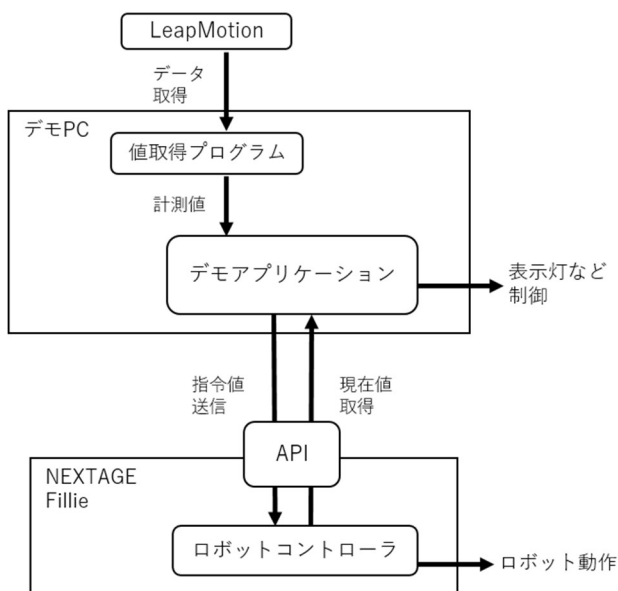 LeapMotion
データ
取得
デモPC
値取得プログラム
計測値
デモアプリケーション
表示灯など
制御
指令値
送信
現在値
取得
API
NEXTAGE
Fillie
ロボットコントローラ
ロボット動作